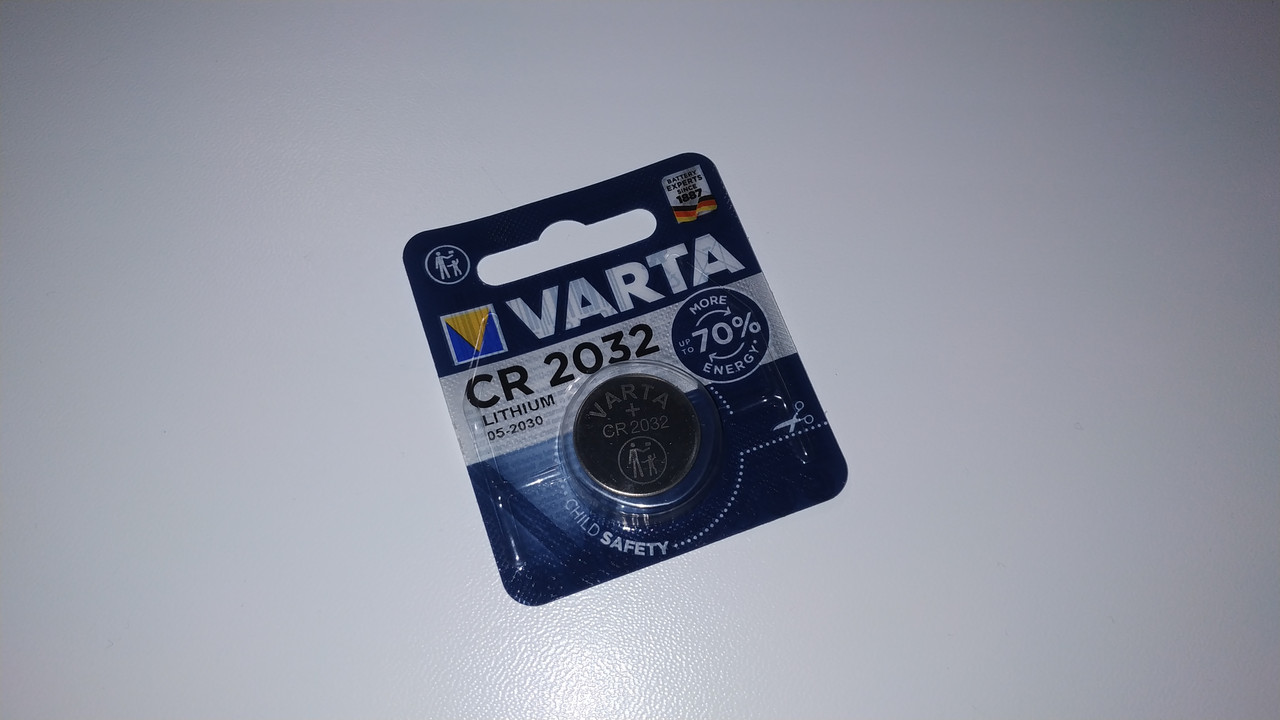 BATTERY
EXPERTS
SINCE
1887
VARTA
MORE
UP TO
70%
ENERGY*
CR 2032
LITHIUM
05-2030
VARTA
+
CR 2032
CHILD SAFETY